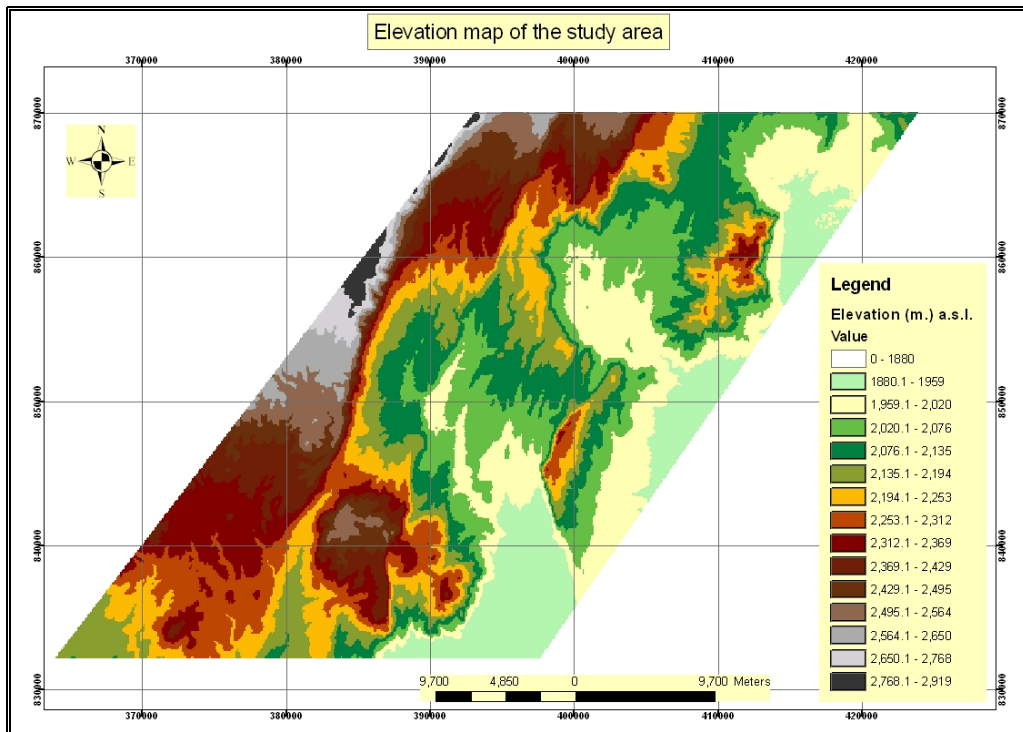 Elevation map of the study area
370000 380000 390000 400000 410000 420000
870000 870000
N
W E
S
860000 860000
Legend
Elevation (m.) a.s.l.
Value
0 - 1880
1880.1 - 1959
1,959.1 - 2,020
2,020.1 - 2,076
2,076.1 - 2,135
2,135.1 - 2,194
2,194.1 - 2,253
2,253.1 - 2,312
2,312.1 - 2,369
2,369.1 - 2,429
2,429.1 - 2,495
2,495.1 - 2,564
2,564.1 - 2,650
2,650.1 - 2,768
2,768.1 - 2,919
850000 850000
840000 840000
830000 830000
9,700 4,850 0 9,700 Meters
370000 380000 390000 400000 410000 420000